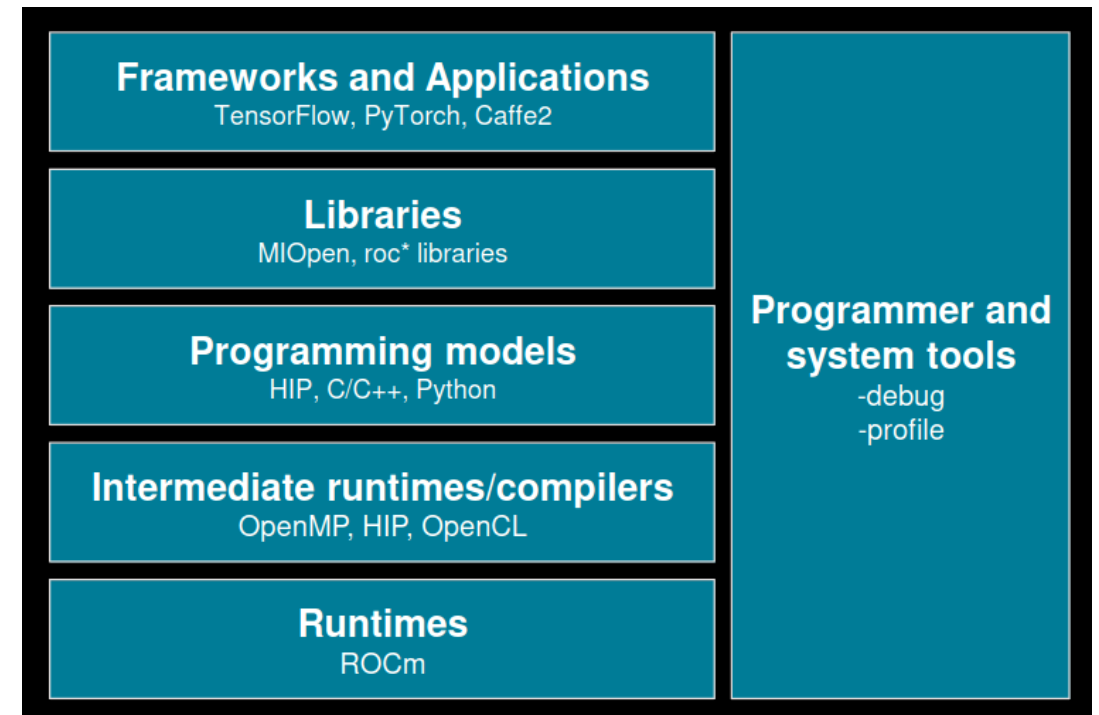 Frameworks and Applications
TensorFlow, PyTorch, Caffe2
Libraries
MIOpen, roc* libraries
Programming models
HIP, C/C++, Python
Intermediate runtimes/compilers
OpenMP, HIP, OpenCL
Runtimes
ROCm
Programmer and
system tools
-debug
-profile